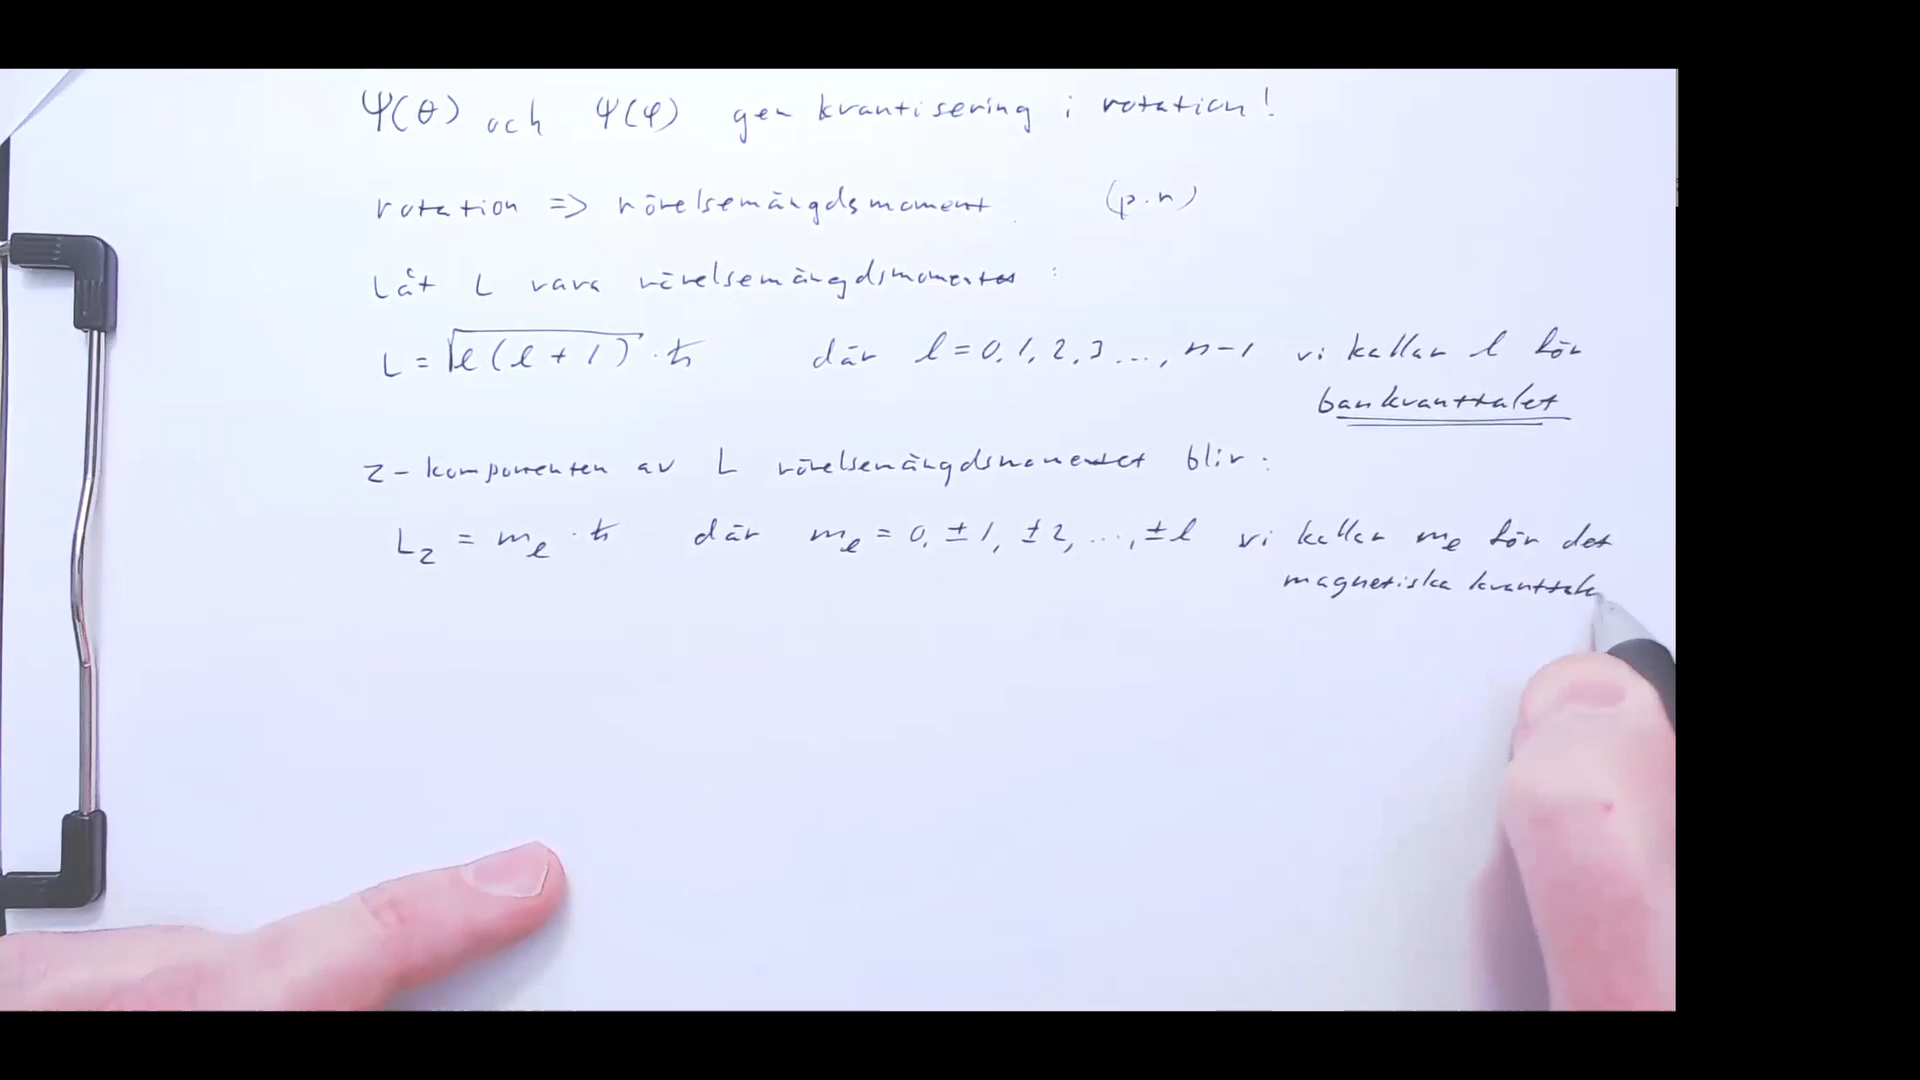 Ψ(θ) och Ψ(φ) ger kvantisering i rotation!
rotation => rörelsemängdsmoment (p·r)
Låt L vara rörelsemängdsmomentet :
L = √(l(l+1)) · ħ där l = 0, 1, 2, 3 ..., n-1 vi kallar l för
bankvanttalet
z-komponenten av L rörelsemängdsmomentet blir :
L_z = m_l · ħ där m_l = 0, ±1, ±2, ..., ±l vi kallar m_l för det
magnetiska kvanttale